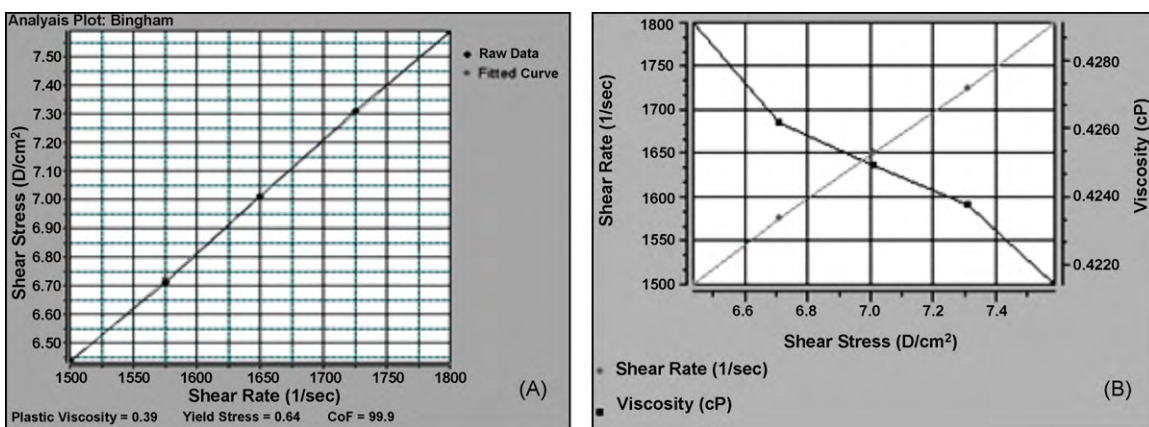 Analysis Plot: Bingham
7.50
7.40
7.30
7.20
7.10
7.00
6.90
6.80
6.70
6.60
6.50
Shear Stress (D/cm²)
1500 1550 1600 1650 1700 1750 1800
Shear Rate (1/sec)
Raw Data
Fitted Curve
(A)
Plastic Viscosity = 0.39 Yield Stress = 0.64 CoF = 99.9
1800
1750
1700
1650
1600
1550
1500
Shear Rate (1/sec)
0.4280
0.4260
0.4240
0.4220
Viscosity (cP)
6.6 6.8 7.0 7.2 7.4
Shear Stress (D/cm²)
Shear Rate (1/sec)
Viscosity (cP)
(B)